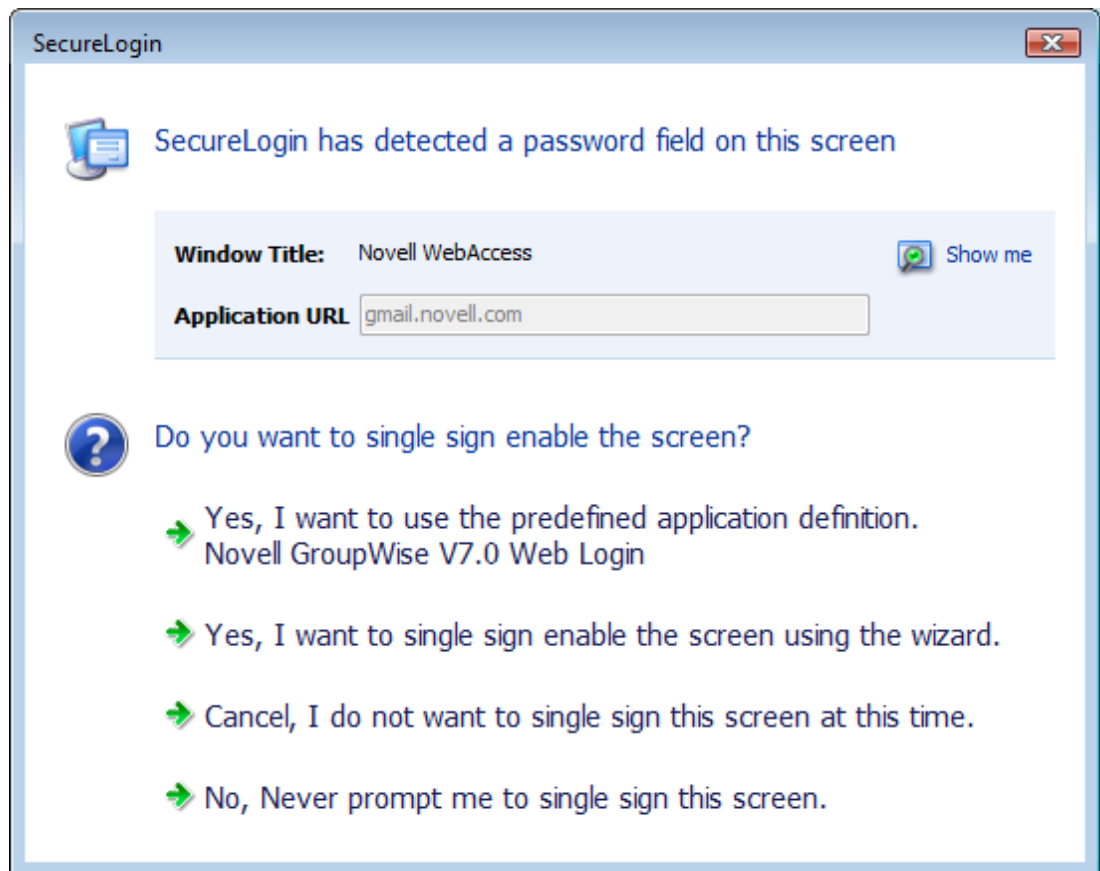 SecureLogin
SecureLogin has detected a password field on this screen
Window Title: Novell WebAccess Show me
Application URL gmail.novell.com
Do you want to single sign enable the screen?
Yes, I want to use the predefined application definition.
Novell GroupWise V7.0 Web Login
Yes, I want to single sign enable the screen using the wizard.
Cancel, I do not want to single sign this screen at this time.
No, Never prompt me to single sign this screen.